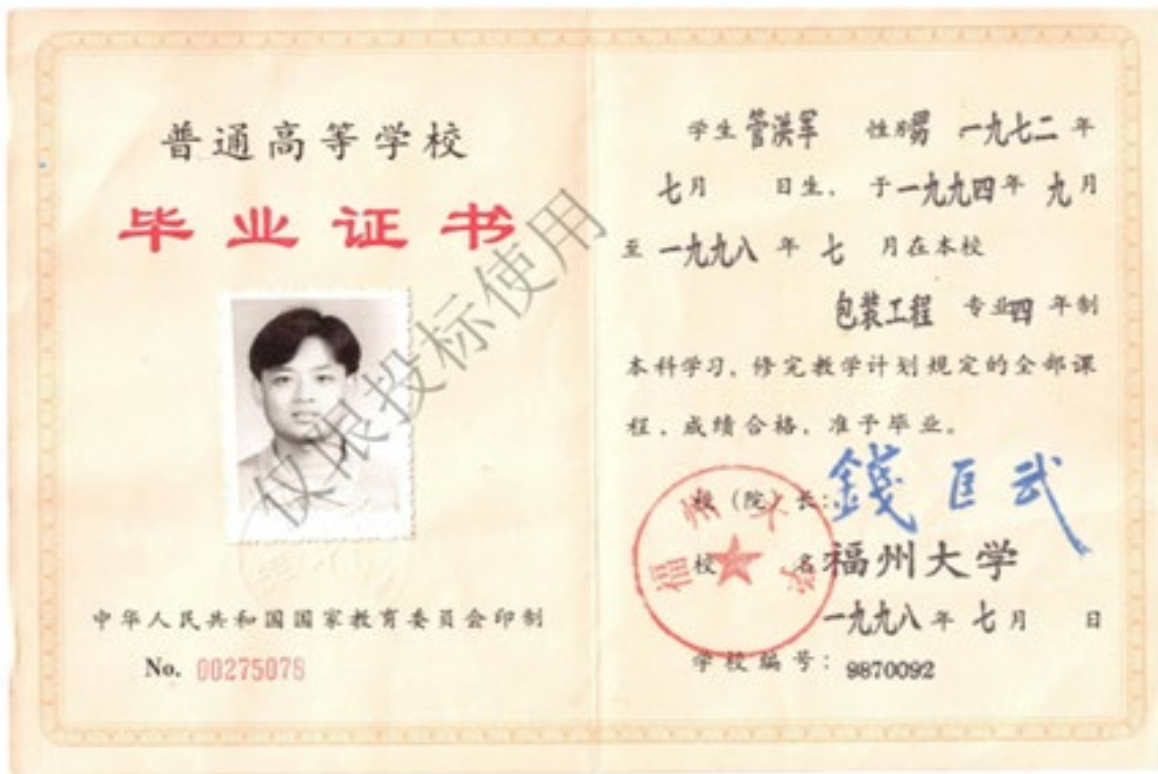 普通高等学校
毕业证书
仅限投标使用
中华人民共和国国家教育委员会印制
No. 00275078
学生 管洪军 性别 男 一九七二 年
七月 日生, 于 一九九四年 九月
至 一九九八 年 七 月在本校
包装工程 专业 四 年制
本科学习, 修完教学计划规定的全部课
程, 成绩合格, 准予毕业。
校（院）长: 錢匡武
校 名 福州大学
福州大学
一九九八 年 七月 日
学校编号: 9870092